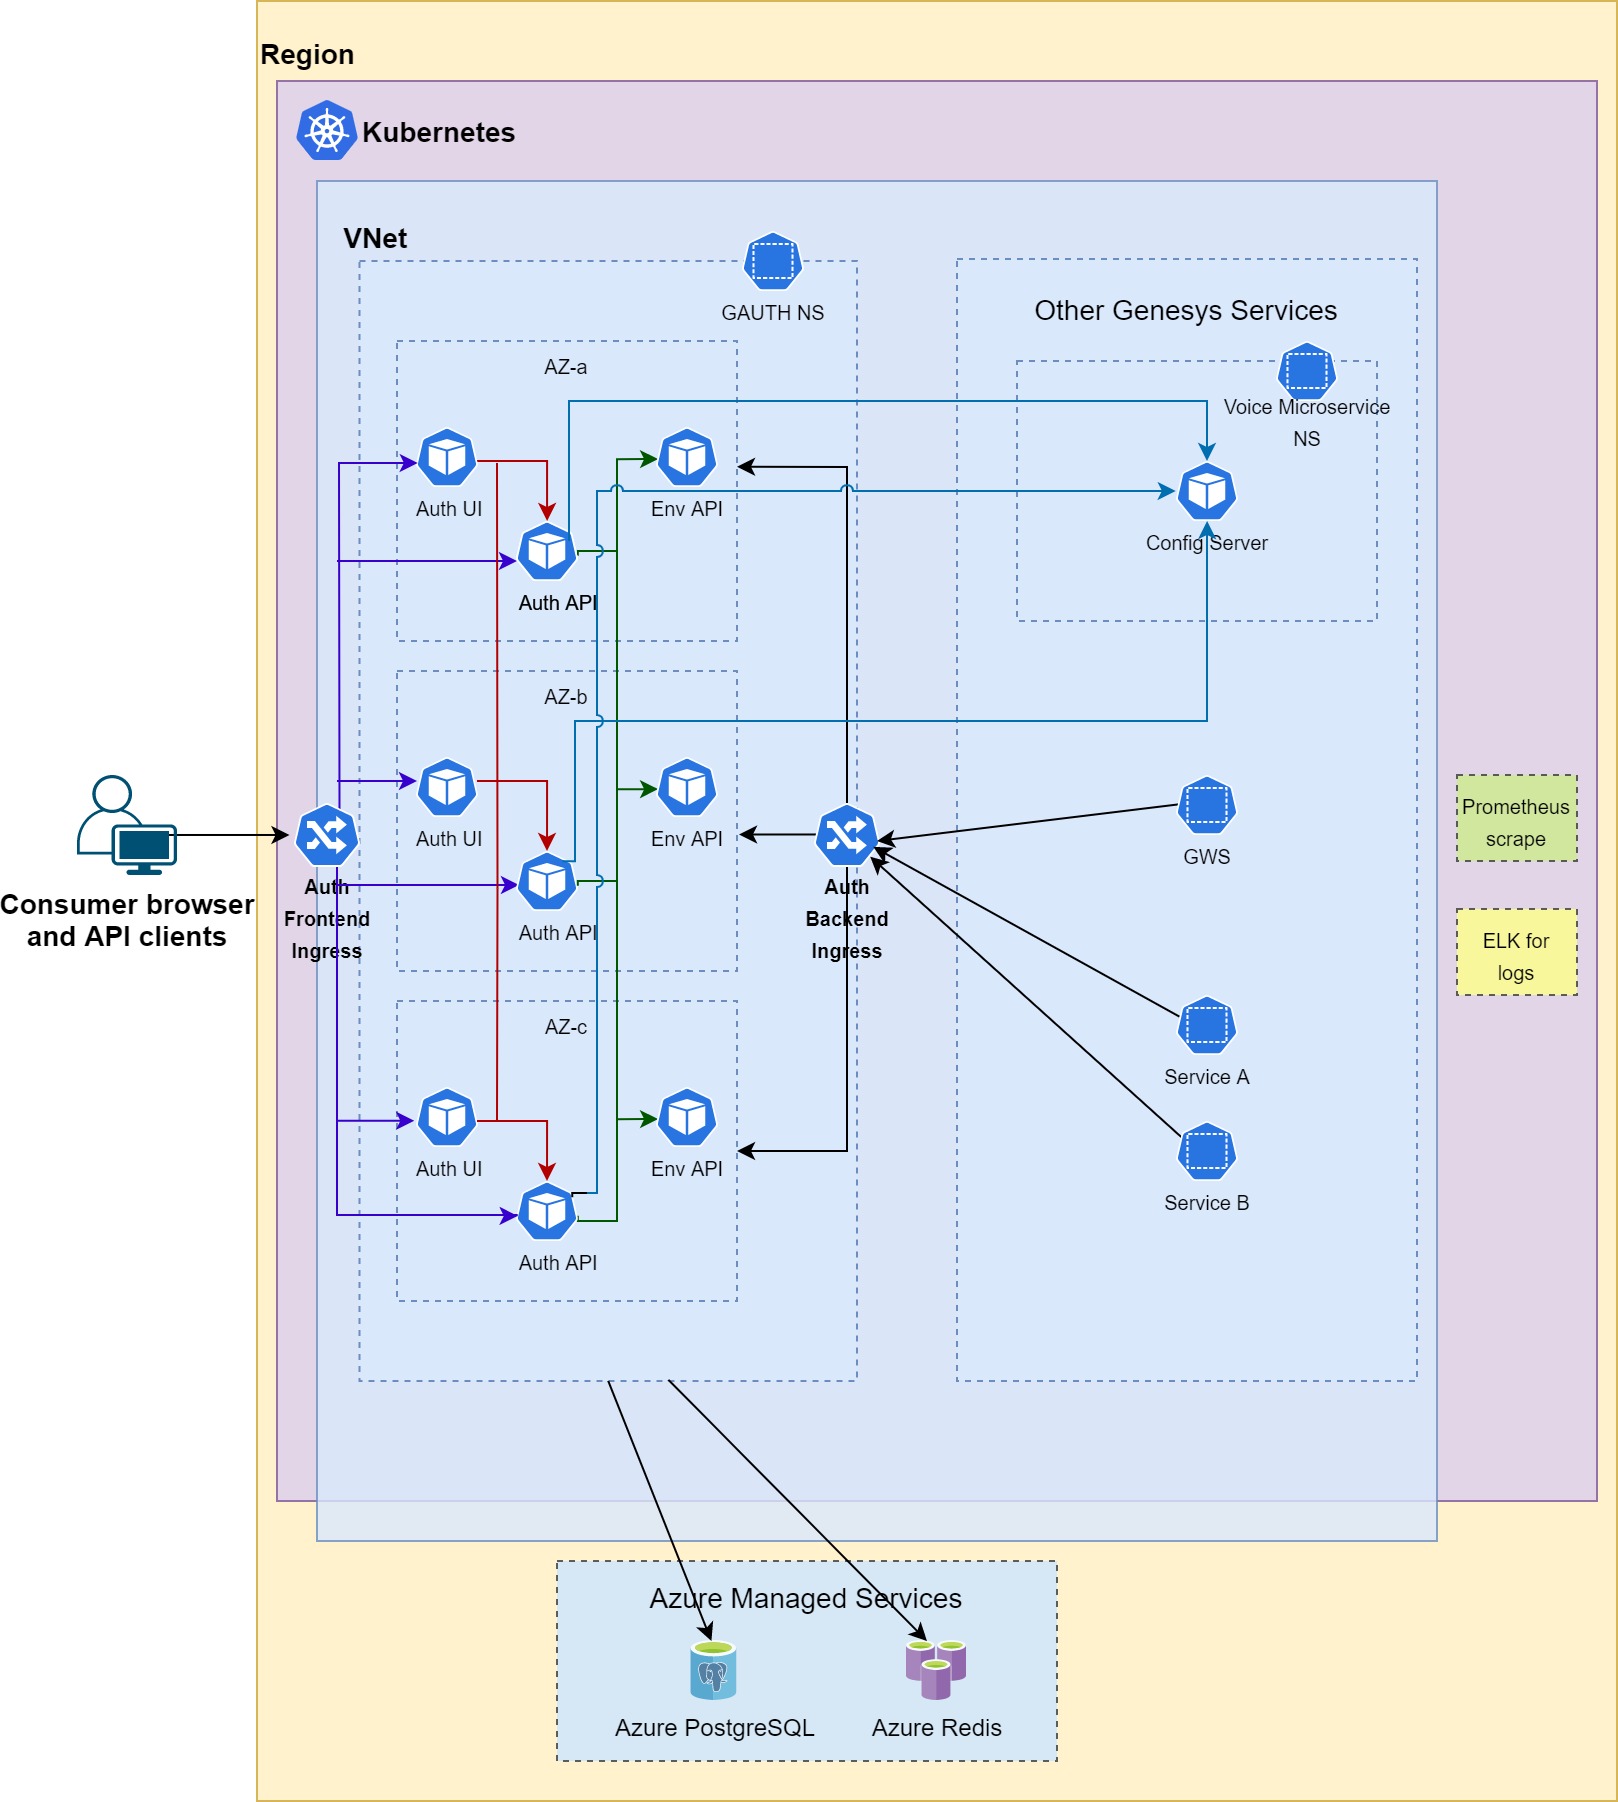 Region
Kubernetes
VNet
GAUTH NS
Other Genesys Services
AZ-a
Voice Microservice
NS
Auth UI
Env API
Config Server
Auth API
AZ-b
Auth UI
Env API
Auth API
Auth
Frontend
Ingress
Auth
Backend
Ingress
GWS
Prometheus
scrape
ELK for
logs
Consumer browser
and API clients
AZ-c
Service A
Auth UI
Env API
Service B
Auth API
Azure Managed Services
Azure PostgreSQL
Azure Redis